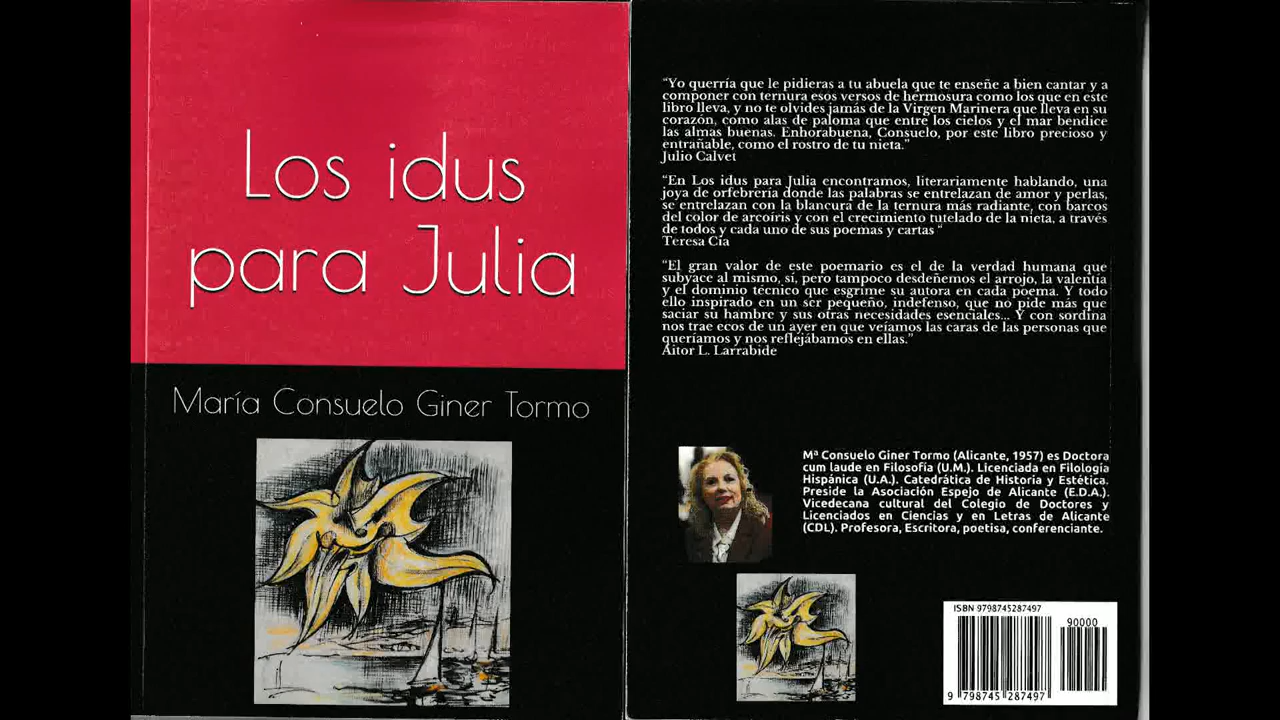 Los idus
para Julia
María Consuelo Giner Tormo
“Yo querría que le pidieras a tu abuela que te enseñe a bien cantar y a
componer con ternura esos versos de hermosura como los que en este
libro lleva, y no te olvides jamás de la Virgen Marinera que lleva en su
corazón, como alas de paloma que entre los cielos y el mar bendice
las almas buenas. Enhorabuena, Consuelo, por este libro precioso y
entrañable, como el rostro de tu nieta.”
Julio Calvet
“En Los idus para Julia encontramos, literariamente hablando, una
joya de orfebrería donde las palabras se entrelazan de amor y perlas,
se entrelazan con la blancura de la ternura más radiante, con barcos
del color de arcoíris y con el crecimiento tutelado de la nieta, a través
de todos y cada uno de sus poemas y cartas “
Teresa Cía
“El gran valor de este poemario es el de la verdad humana que
subyace al mismo, sí, pero tampoco desdeñemos el arrojo, la valentía
y el dominio técnico que esgrime su autora en cada poema. Y todo
ello inspirado en un ser pequeño, indefenso, que no pide más que
saciar su hambre y sus otras necesidades esenciales... Y con sordina
nos trae ecos de un ayer en que veíamos las caras de las personas que
queríamos y nos reflejábamos en ellas.”
Aitor L. Larrabide
Mª Consuelo Giner Tormo (Alicante, 1957) es Doctora
cum laude en Filosofía (U.M.). Licenciada en Filología
Hispánica (U.A.). Catedrática de Historia y Estética.
Preside la Asociación Espejo de Alicante (E.D.A.).
Vicedecana cultural del Colegio de Doctores y
Licenciados en Ciencias y en Letras de Alicante
(CDL). Profesora, Escritora, poetisa, conferenciante.
ISBN 9798745287497
90000
9 798745 287497